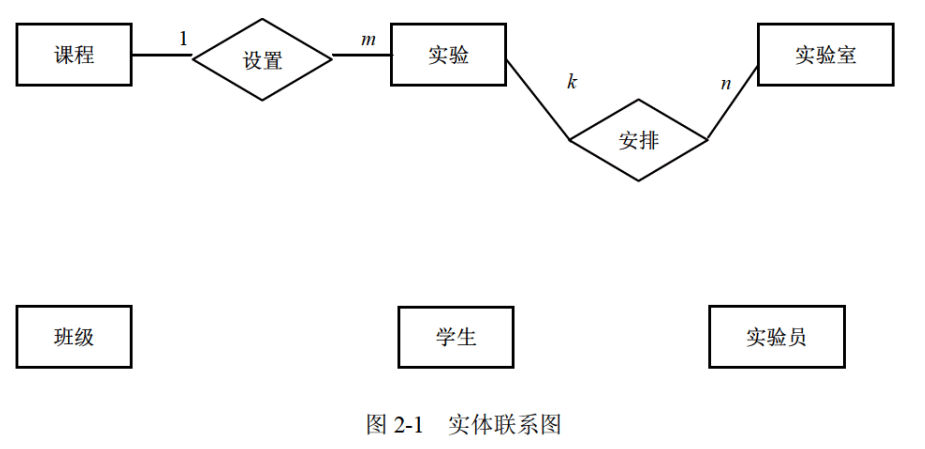 课程 1 设置 m 实验 实验室
k n
安排
班级 学生 实验员
图 2-1 实体联系图